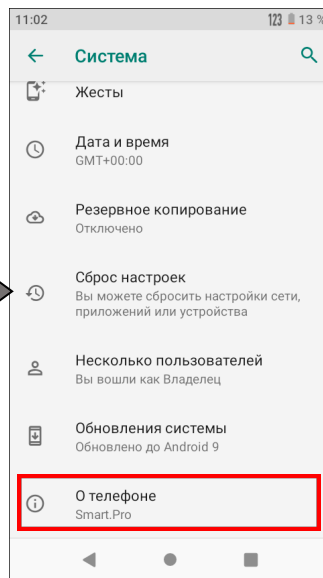 11:02 123 13 %
Система
Жесты
Дата и время
GMT+00:00
Резервное копирование
Отключено
Сброс настроек
Вы можете сбросить настройки сети,
приложений или устройства
Несколько пользователей
Вы вошли как Владелец
Обновления системы
Обновлено до Android 9
О телефоне
Smart.Pro